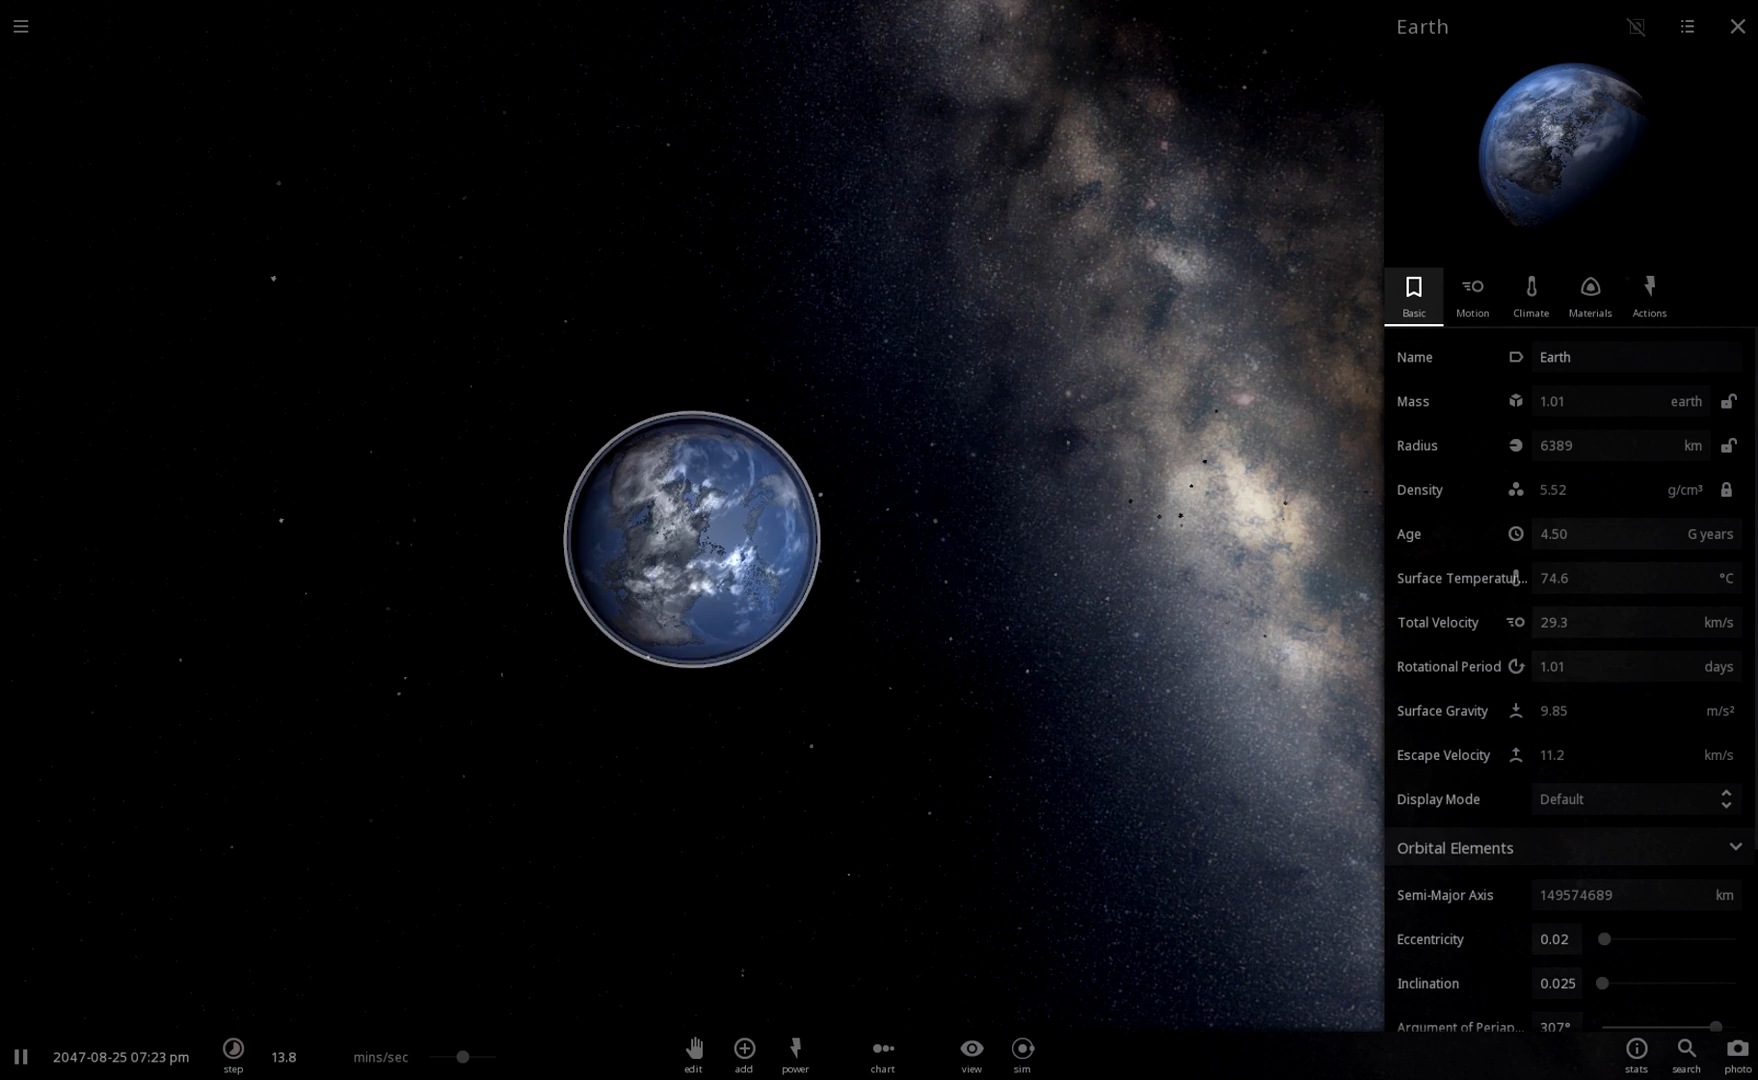 Earth
Basic
Motion
Climate
Materials
Actions
Name Earth
Mass 1.01 earth
Radius 6389 km
Density 5.52 g/cm³
Age 4.50 G years
Surface Temperatur... 74.6 °C
Total Velocity 29.3 km/s
Rotational Period 1.01 days
Surface Gravity 9.85 m/s²
Escape Velocity 11.2 km/s
Display Mode Default
Orbital Elements
Semi-Major Axis 149574689 km
Eccentricity 0.02
Inclination 0.025
Argument of Periap... 307°
2047-08-25 07:23 pm
step
13.8 mins/sec
edit
add
power
chart
view
sim
stats
search
photo